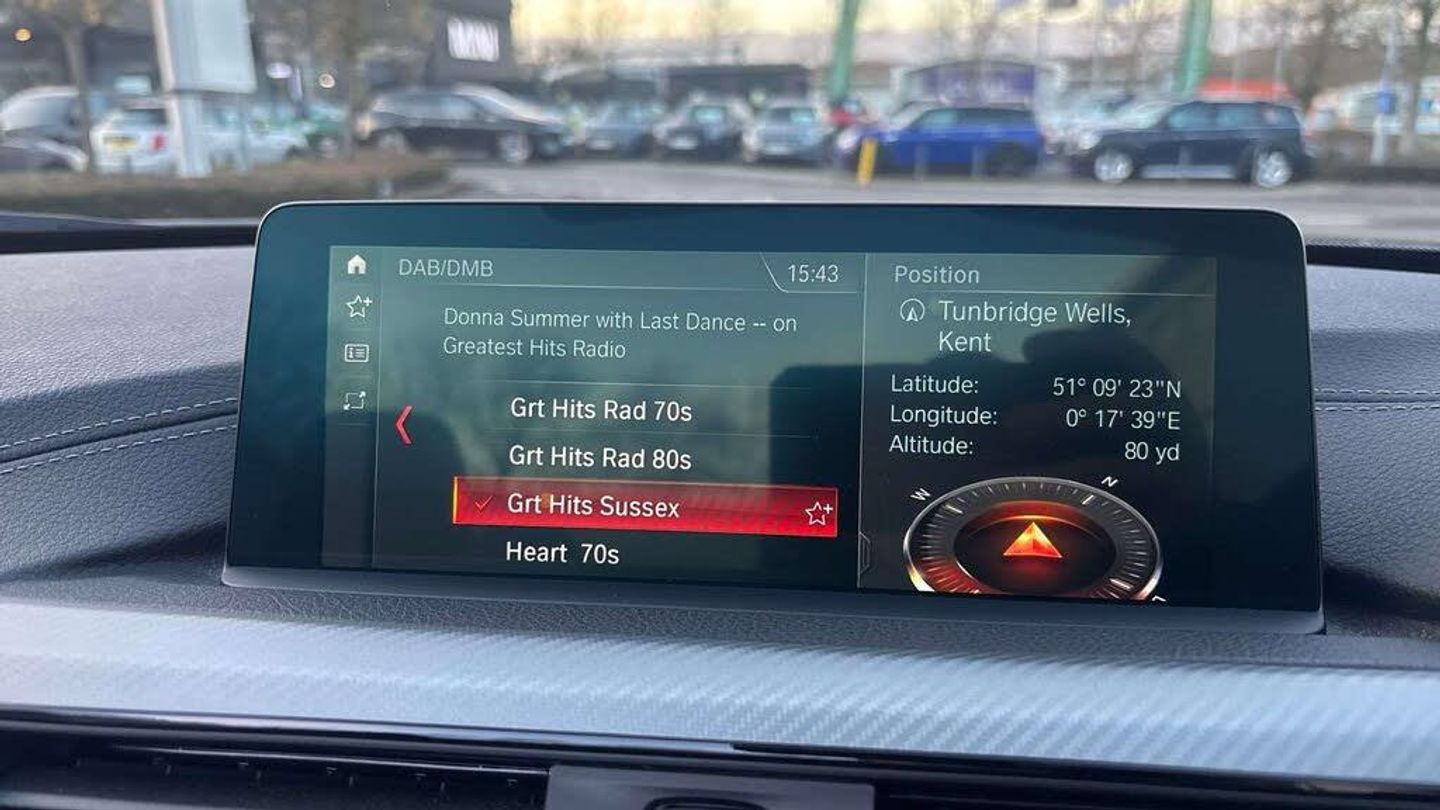 MINI
DAB/DMB
15:43
Donna Summer with Last Dance -- on
Greatest Hits Radio
Grt Hits Rad 70s
Grt Hits Rad 80s
Grt Hits Sussex
Heart 70s
Position
Tunbridge Wells,
Kent
Latitude: 51° 09' 23"N
Longitude: 0° 17' 39"E
Altitude: 80 yd
W
N